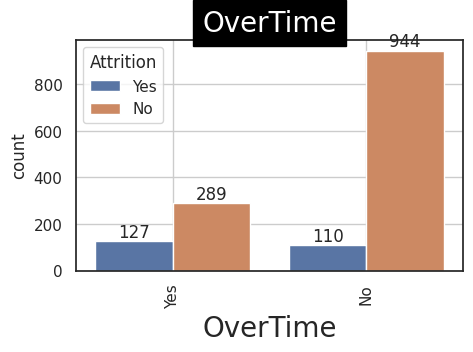 OverTime
944
Attrition
Yes
No
800
600
400
200
0
count
289
127
110
Yes
No
OverTime